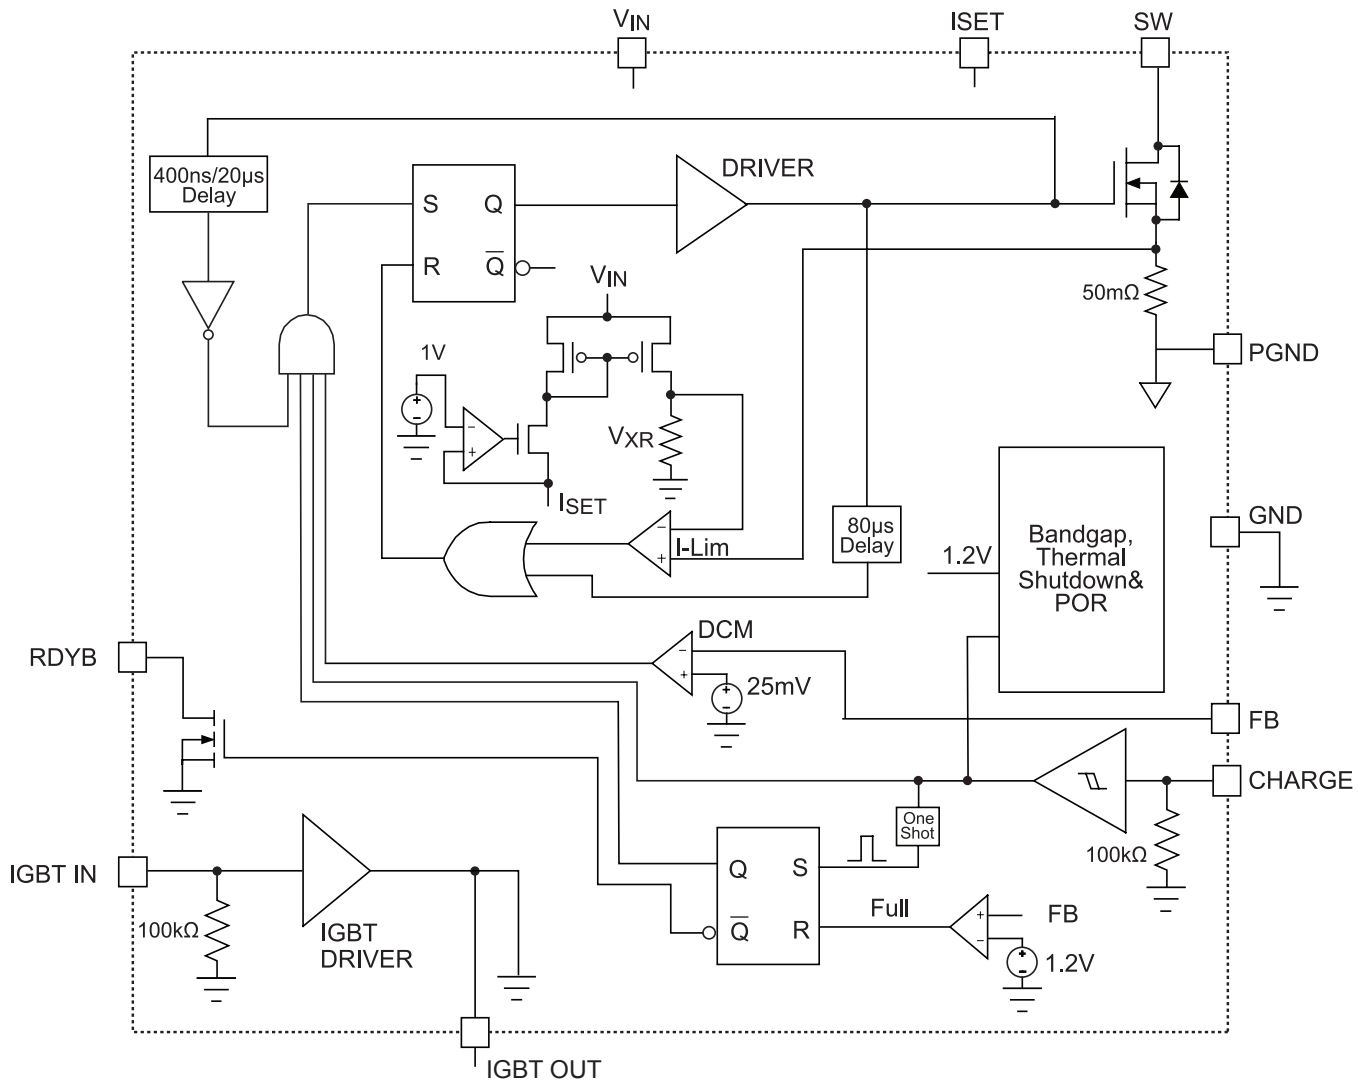 VIN
ISET
SW
400ns/20µs
Delay
S
Q
R
Q
DRIVER
VIN
50mΩ
PGND
1V
+
−
−
+
VXR
ISET
−
+
I-Lim
80µs
Delay
1.2V
Bandgap,
Thermal
Shutdown&
POR
GND
RDYB
DCM
−
+
+
−
25mV
FB
CHARGE
One
Shot
100kΩ
IGBT IN
100kΩ
IGBT
DRIVER
Q
S
Q
R
Full
+
−
FB
+
−
1.2V
IGBT OUT